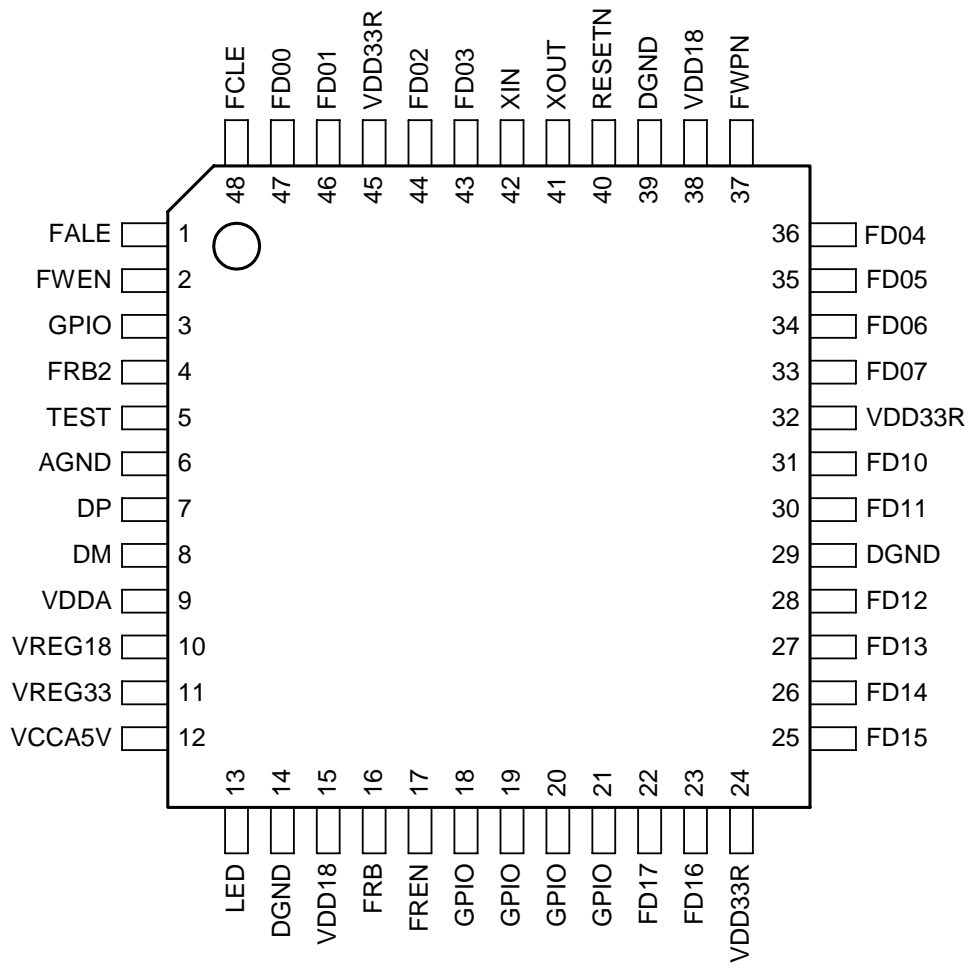 FCLE FD00 FD01 VDD33R FD02 FD03 XIN XOUT RESETN DGND VDD18 FWPN
48 47 46 45 44 43 42 41 40 39 38 37
FALE 1 36 FD04
FWEN 2 35 FD05
GPIO 3 34 FD06
FRB2 4 33 FD07
TEST 5 32 VDD33R
AGND 6 31 FD10
DP 7 30 FD11
DM 8 29 DGND
VDDA 9 28 FD12
VREG18 10 27 FD13
VREG33 11 26 FD14
VCCA5V 12 25 FD15
13 14 15 16 17 18 19 20 21 22 23 24
LED DGND VDD18 FRB FREN GPIO GPIO GPIO GPIO FD17 FD16 VDD33R